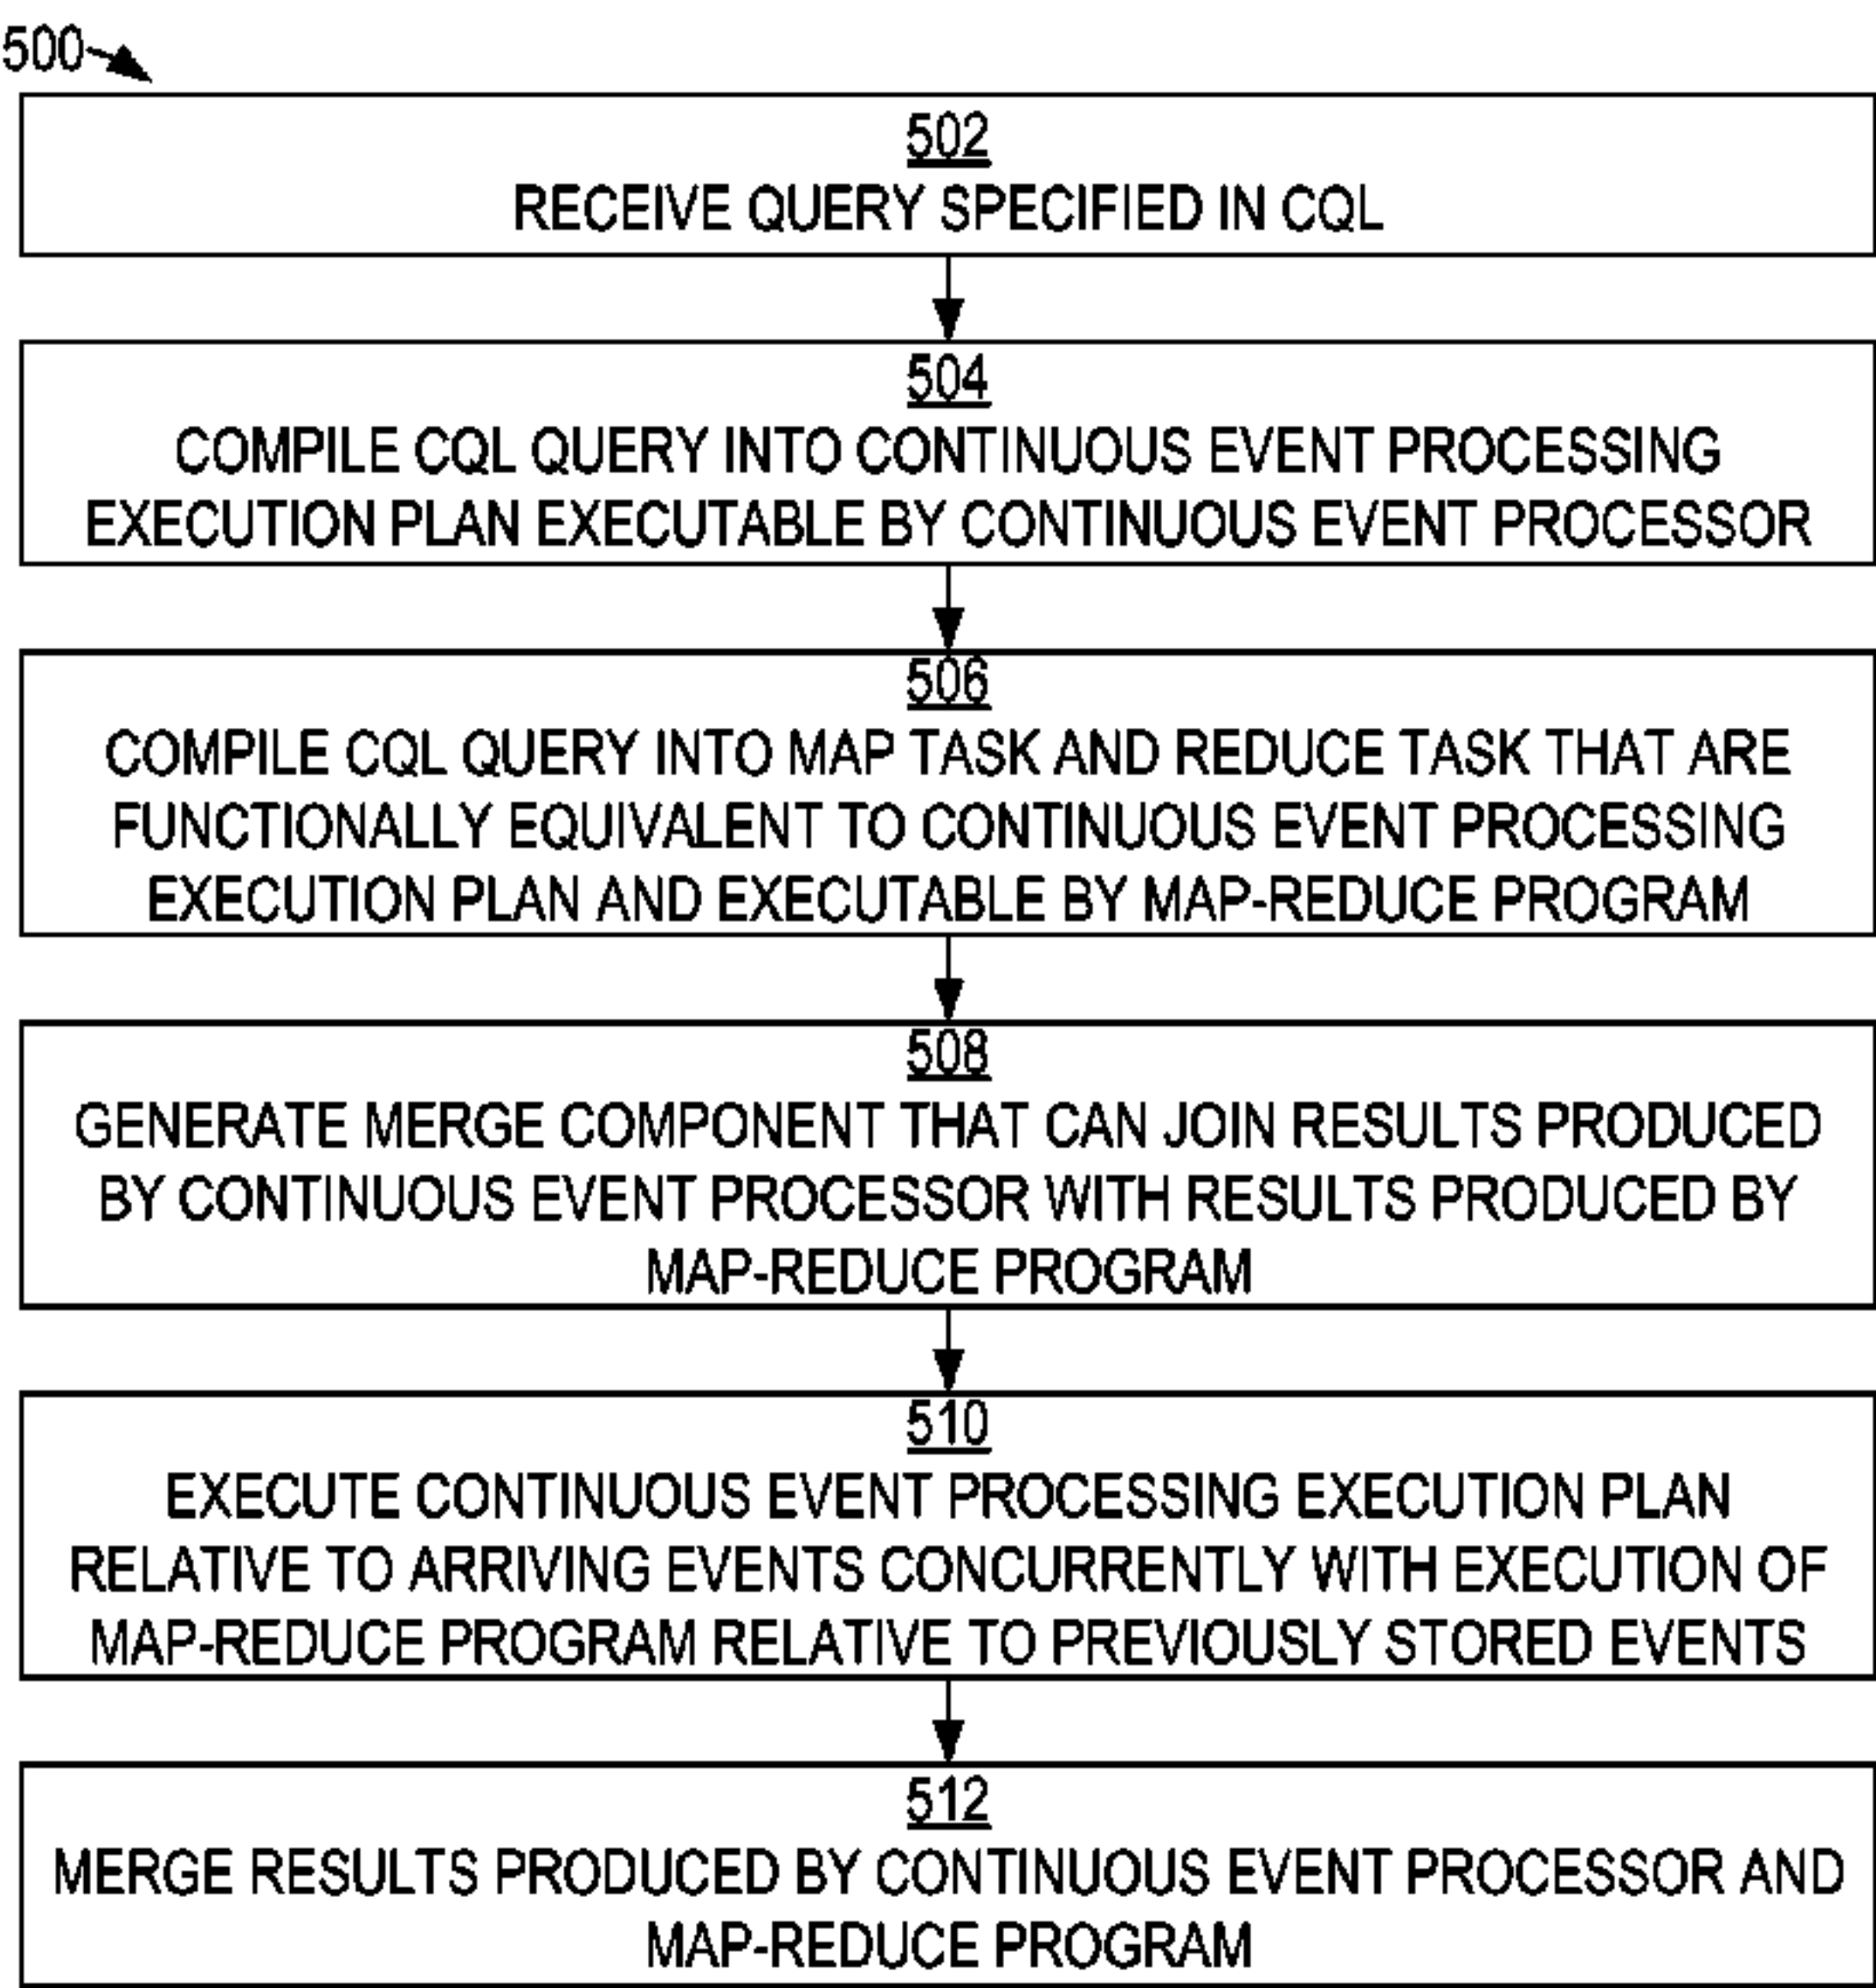 500
502
RECEIVE QUERY SPECIFIED IN CQL
504
COMPILE CQL QUERY INTO CONTINUOUS EVENT PROCESSING
EXECUTION PLAN EXECUTABLE BY CONTINUOUS EVENT PROCESSOR
506
COMPILE CQL QUERY INTO MAP TASK AND REDUCE TASK THAT ARE
FUNCTIONALLY EQUIVALENT TO CONTINUOUS EVENT PROCESSING
EXECUTION PLAN AND EXECUTABLE BY MAP-REDUCE PROGRAM
508
GENERATE MERGE COMPONENT THAT CAN JOIN RESULTS PRODUCED
BY CONTINUOUS EVENT PROCESSOR WITH RESULTS PRODUCED BY
MAP-REDUCE PROGRAM
510
EXECUTE CONTINUOUS EVENT PROCESSING EXECUTION PLAN
RELATIVE TO ARRIVING EVENTS CONCURRENTLY WITH EXECUTION OF
MAP-REDUCE PROGRAM RELATIVE TO PREVIOUSLY STORED EVENTS
512
MERGE RESULTS PRODUCED BY CONTINUOUS EVENT PROCESSOR AND
MAP-REDUCE PROGRAM